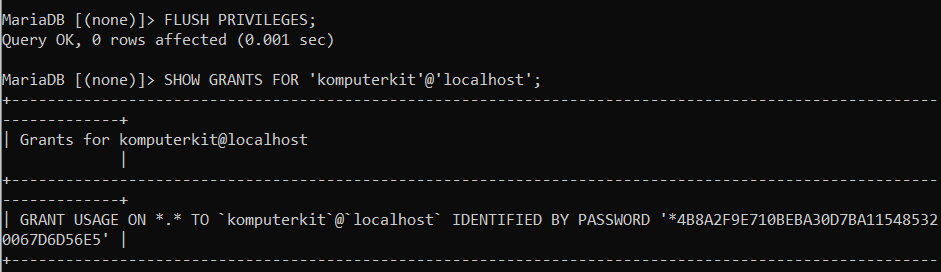 MariaDB [(none)]> FLUSH PRIVILEGES;
Query OK, 0 rows affected (0.001 sec)
MariaDB [(none)]> SHOW GRANTS FOR 'komputerkit'@'localhost';
+---------------------------------------------------------------------------------------------------------
-------------+
| Grants for komputerkit@localhost
             |
+---------------------------------------------------------------------------------------------------------
-------------+
| GRANT USAGE ON *.* TO `komputerkit`@`localhost` IDENTIFIED BY PASSWORD '*4B8A2F9E710BEBA30D7BA11548532
0067D6D56E5' |
+---------------------------------------------------------------------------------------------------------